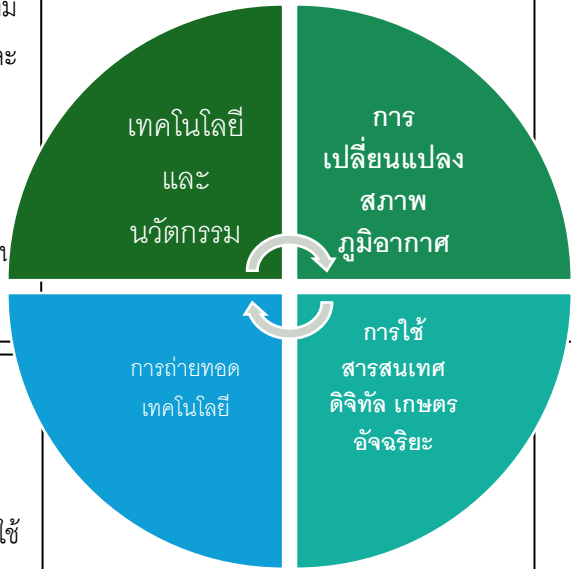 เทคโนโลยี
และ
นวัตกรรม
การ
เปลี่ยนแปลง
สภาพ
ภูมิอากาศ
การถ่ายทอด
เทคโนโลยี
การใช้
สารสนเทศ
ดิจิทัล เกษตร
อัจฉริยะ
ใช้